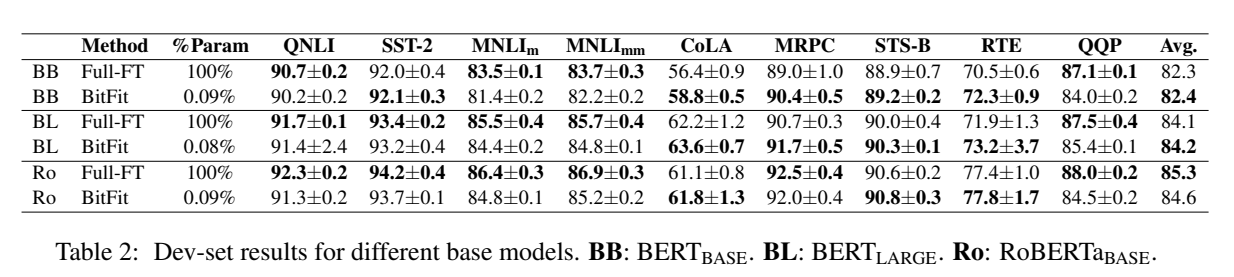 Method %Param QNLI SST-2 MNLIm MNLImm CoLA MRPC STS-B RTE QQP Avg.
BB Full-FT 100% 90.7±0.2 92.0±0.4 83.5±0.1 83.7±0.3 56.4±0.9 89.0±1.0 88.9±0.7 70.5±0.6 87.1±0.1 82.3
BB BitFit 0.09% 90.2±0.2 92.1±0.3 81.4±0.2 82.2±0.2 58.8±0.5 90.4±0.5 89.2±0.2 72.3±0.9 84.0±0.2 82.4
BL Full-FT 100% 91.7±0.1 93.4±0.2 85.5±0.4 85.7±0.4 62.2±1.2 90.7±0.3 90.0±0.4 71.9±1.3 87.5±0.4 84.1
BL BitFit 0.08% 91.4±2.4 93.2±0.4 84.4±0.2 84.8±0.1 63.6±0.7 91.7±0.5 90.3±0.1 73.2±3.7 85.4±0.1 84.2
Ro Full-FT 100% 92.3±0.2 94.2±0.4 86.4±0.3 86.9±0.3 61.1±0.8 92.5±0.4 90.6±0.2 77.4±1.0 88.0±0.2 85.3
Ro BitFit 0.09% 91.3±0.2 93.7±0.1 84.8±0.1 85.2±0.2 61.8±1.3 92.0±0.4 90.8±0.3 77.8±1.7 84.5±0.2 84.6
Table 2: Dev-set results for different base models. BB: BERTBASE. BL: BERTLARGE. Ro: RoBERTaBASE.